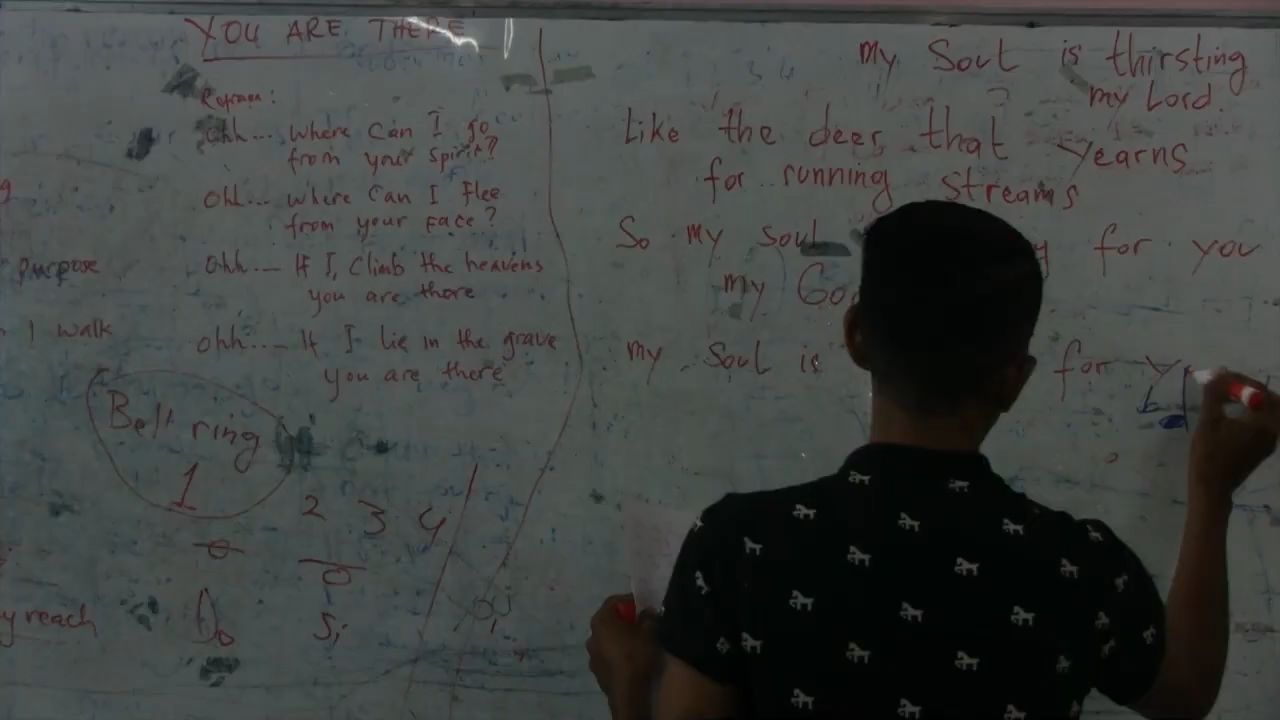 YOU ARE THERE
Refrain:
Ohh... where can I go
from your spirit?
Ohh... where can I flee
from your face?
Ohh... If I climb the heavens
you are there
Ohh... If I lie in the grave
you are there
purpose
I walk
reach
Bell ring
1 2 3 4
Do Si
My Soul is thirsting
my Lord.
Like the deer that yearns
for running streams
So my soul for you
my
my Soul is for